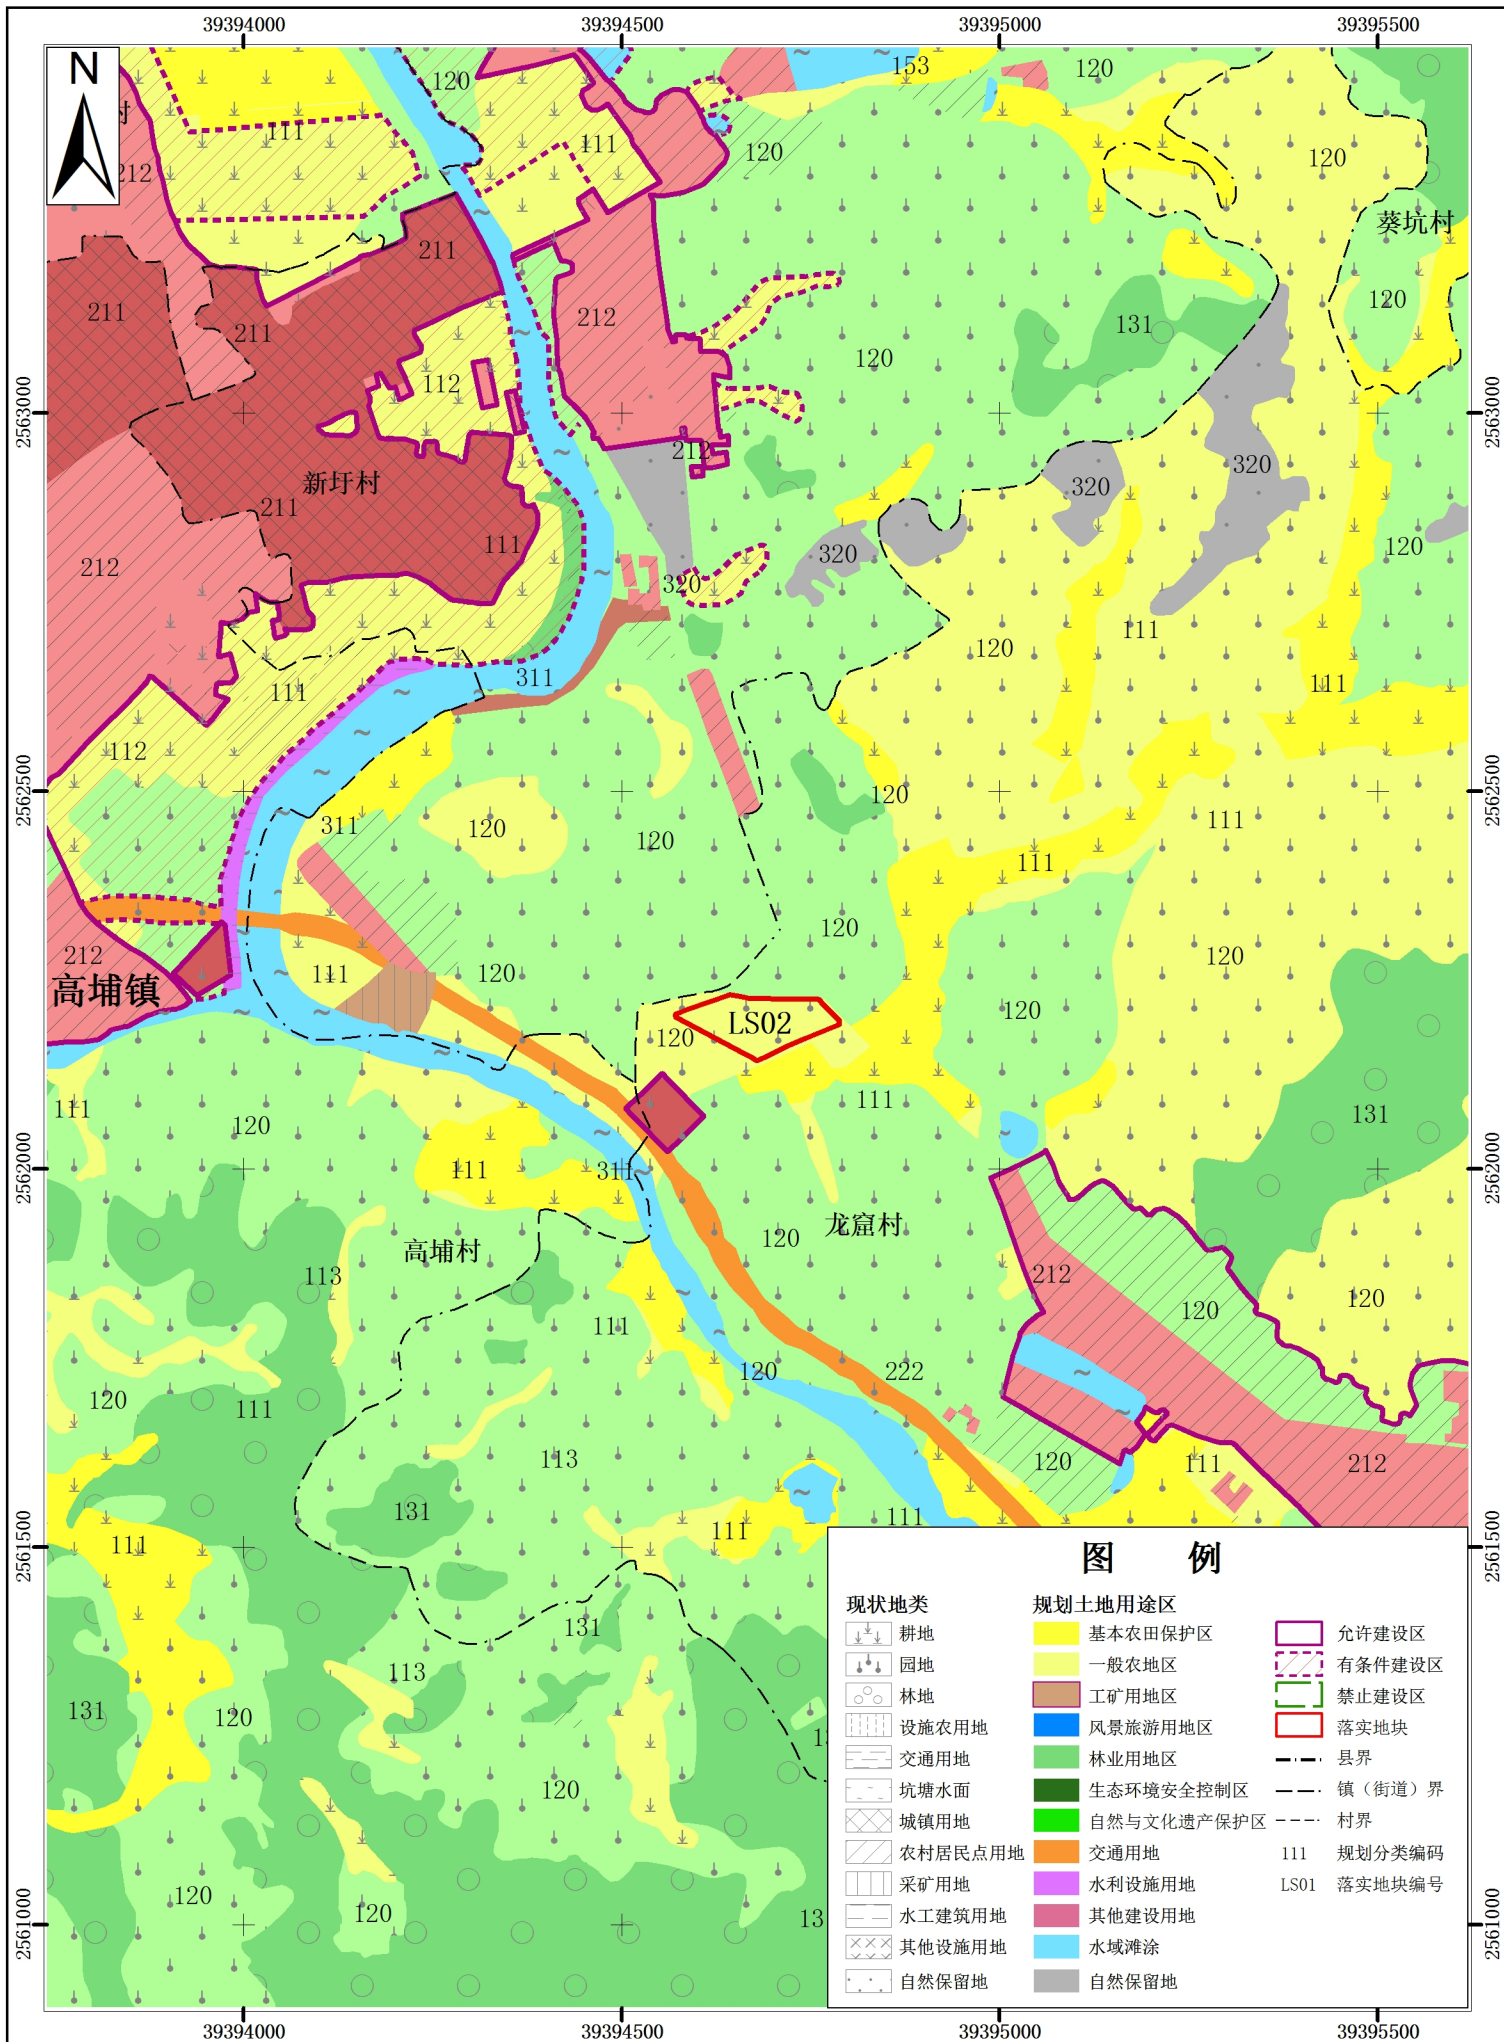 39394000 39394500 39395000 39395500
N
153
120 120
村
111 111
120 120
212
葵坑村
211
120
211 211 212 131
120
112
2563000 2563000
212
新圩村 320
320
211
111 320 120
212
320
111
120
311 111
111
112
2562500 120 2562500
311 120 120 111
111
120
212 120
高埔镇 111 120
120
LS02
120
111 111 131
120
2562000 111 311 2562000
龙窟村
高埔村 120
113 212
120
111 120
120 222
120 111
113 120 111 212
131
111 111 111
2561500 2561500
131
113
131 120
120
120 131
2561000 2561000
图 例
现状地类 规划土地用途区
耕地 基本农田保护区 允许建设区
园地 一般农地区 有条件建设区
林地 工矿用地区 禁止建设区
设施农用地 风景旅游用地区 落实地块
交通用地 林业用地区 县界
坑塘水面 生态环境安全控制区 镇（街道）界
城镇用地 自然与文化遗产保护区 村界
农村居民点用地 交通用地 111 规划分类编码
采矿用地 水利设施用地 LS01 落实地块编号
水工建筑用地 其他建设用地
其他设施用地 水域滩涂
自然保留地 自然保留地
39394000 39394500 39395000 39395500